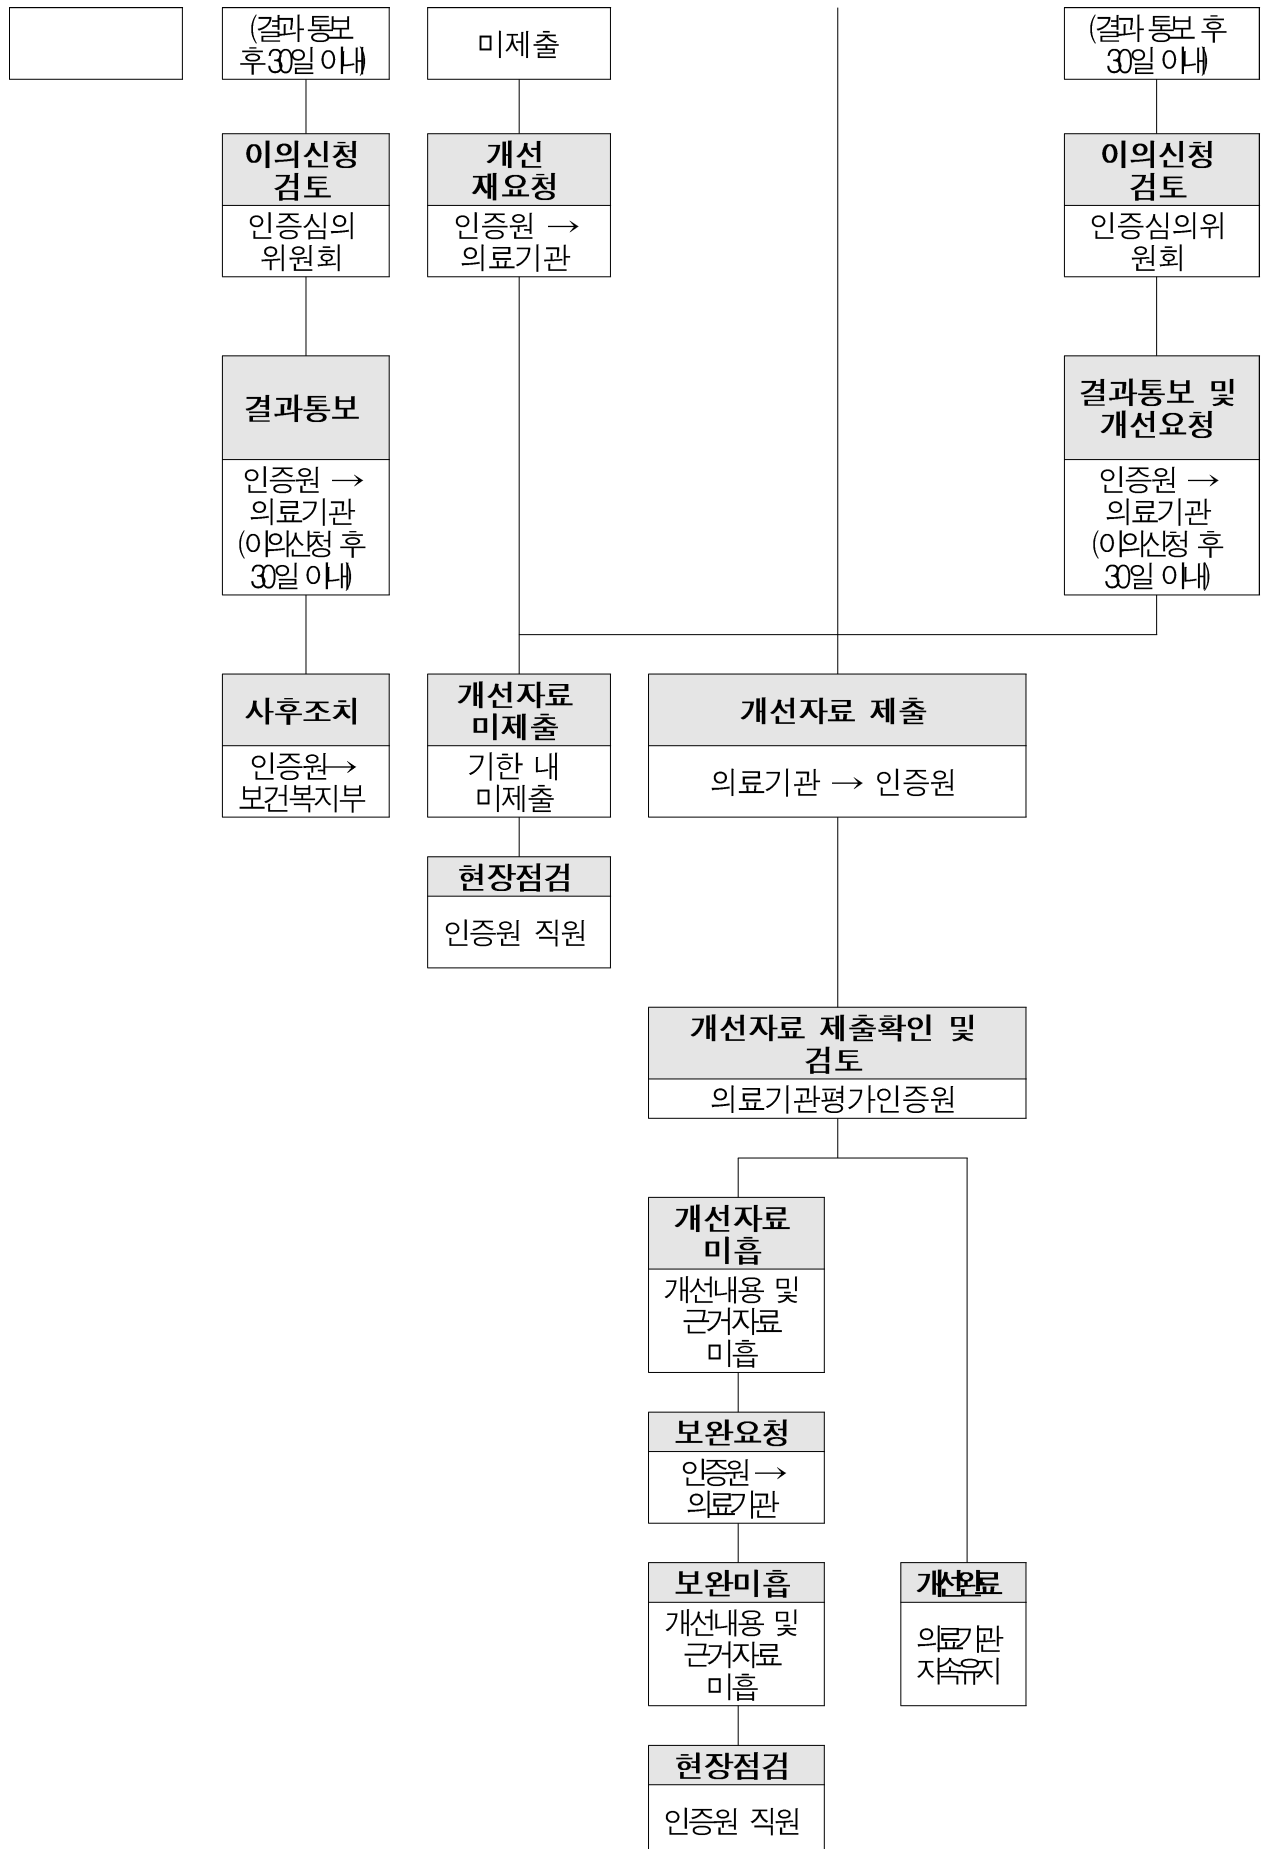 (결과 통보
후 30일 이내)
미제출
(결과 통보 후
30일 이내)
이의신청
검토
인증심의
위원회
개선
재요청
인증원 →
의료기관
이의신청
검토
인증심의위
원회
결과통보
인증원 →
의료기관
(이의신청 후
30일 이내)
결과통보 및
개선요청
인증원 →
의료기관
(이의신청 후
30일 이내)
사후조치
인증원→
보건복지부
개선자료
미제출
기한 내
미제출
개선자료 제출
의료기관 → 인증원
현장점검
인증원 직원
개선자료 제출확인 및
검토
의료기관평가인증원
개선자료
미흡
개선내용 및
근거자료
미흡
보완요청
인증원 →
의료기관
보완미흡
개선내용 및
근거자료
미흡
개선완료
의료기관
지속유지
현장점검
인증원 직원